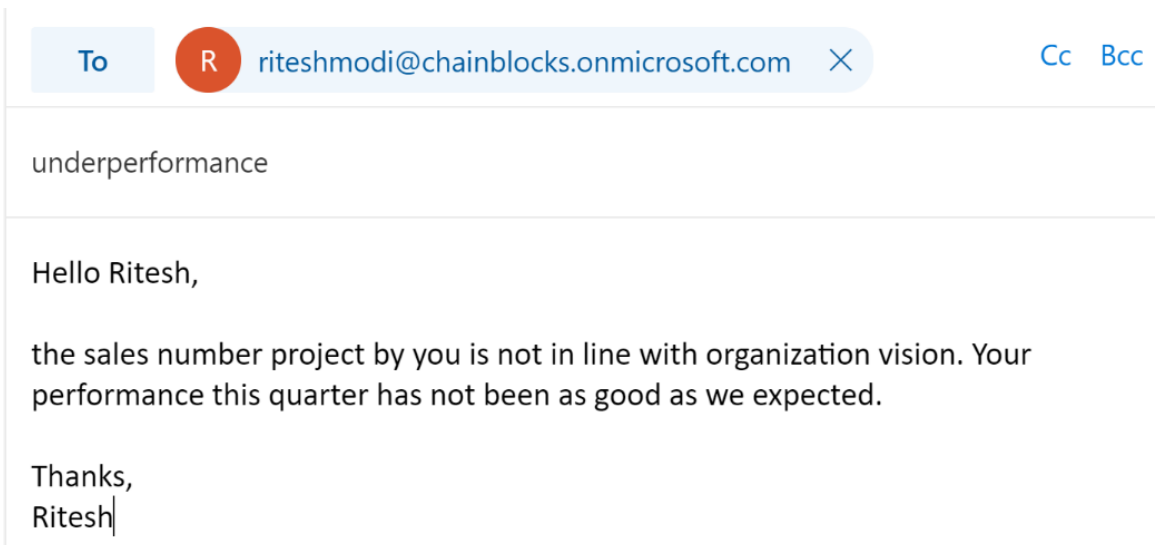 To R riteshmodi@chainblocks.onmicrosoft.com Cc Bcc
underperformance
Hello Ritesh,
the sales number project by you is not in line with organization vision. Your
performance this quarter has not been as good as we expected.
Thanks,
Ritesh